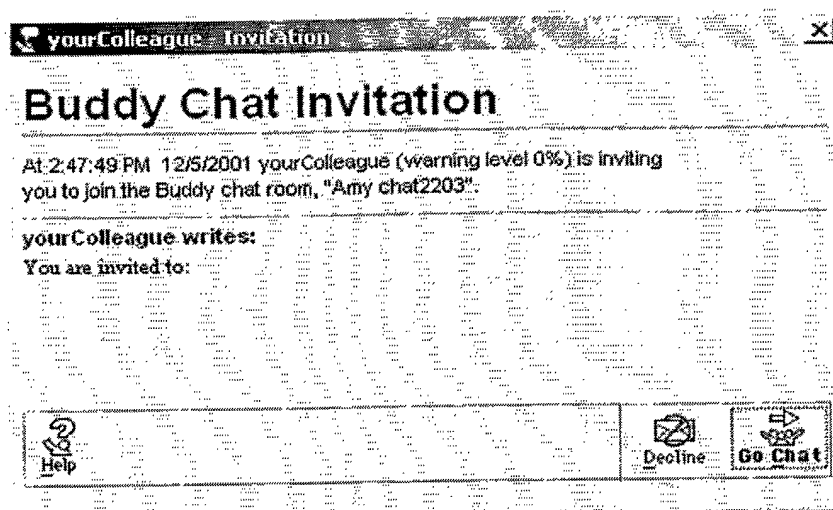 yourColleague - Invitation
Buddy Chat Invitation
At 2:47:49 PM 12/5/2001 yourColleague (warning level 0%) is inviting
you to join the Buddy chat room, "Amy chat2203".
yourColleague writes:
You are invited to:
Help
Decline
Go Chat